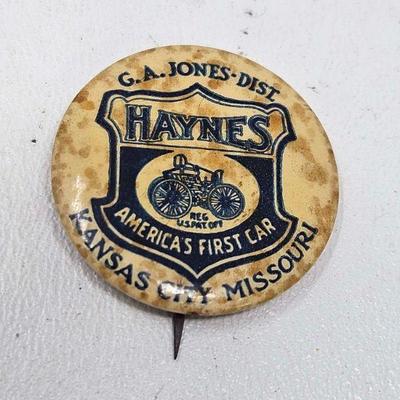 G.A. JONES-DIST.
HAYNES
REG
U.S. PAT. OFF
AMERICA'S FIRST CAR
KANSAS CITY MISSOURI